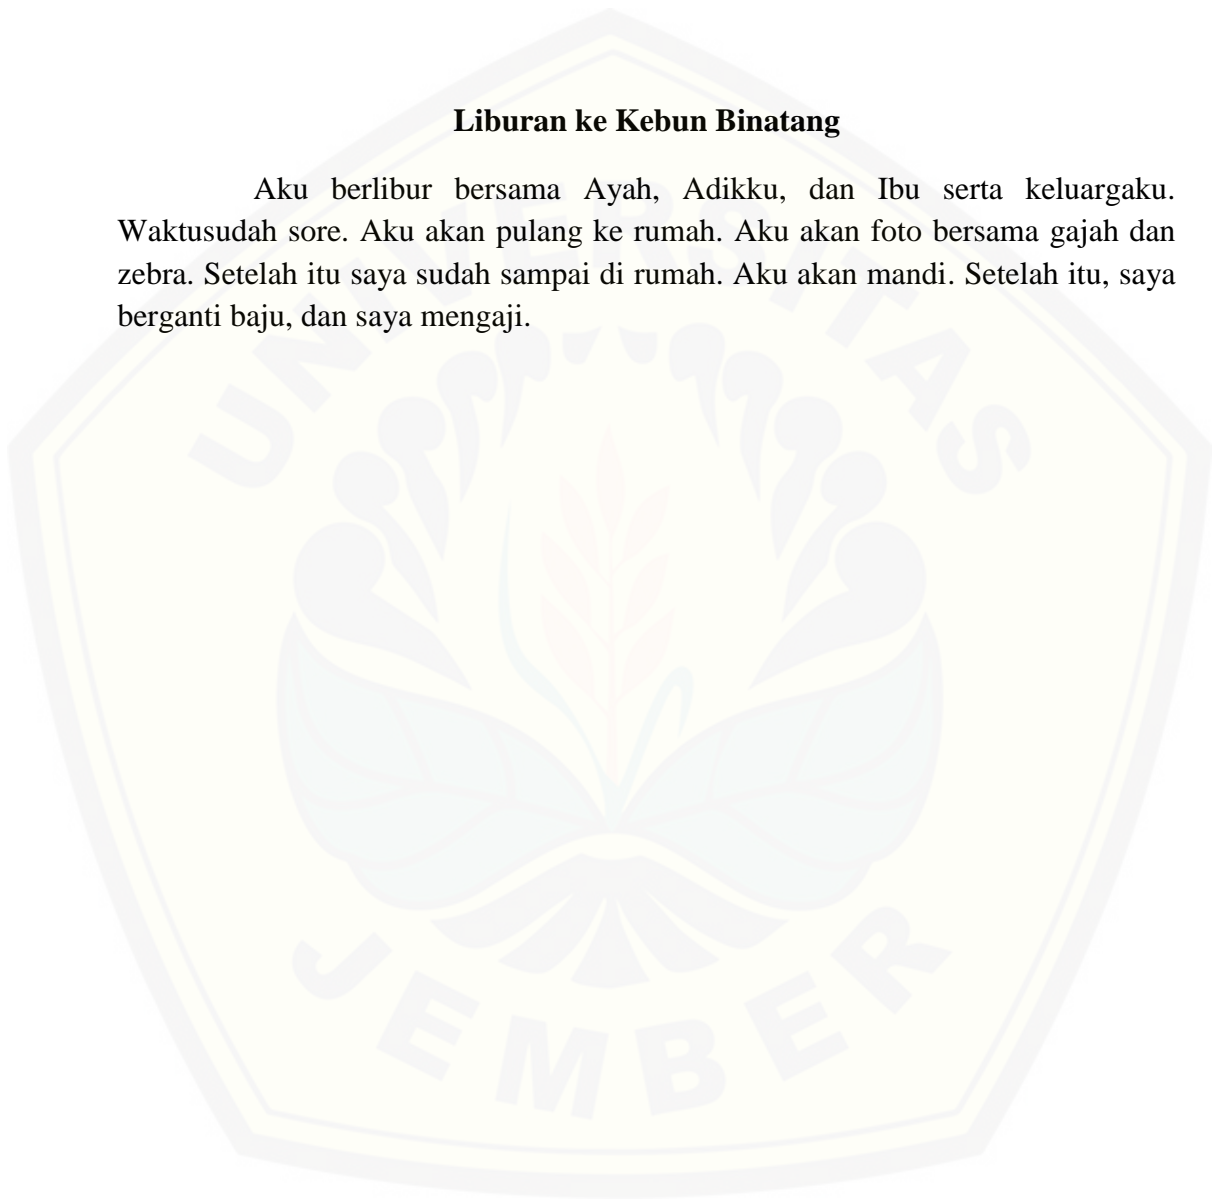 Liburan ke Kebun Binatang
Aku berlibur bersama Ayah, Adikku, dan Ibu serta keluargaku.
Waktusudah sore. Aku akan pulang ke rumah. Aku akan foto bersama gajah dan
zebra. Setelah itu saya sudah sampai di rumah. Aku akan mandi. Setelah itu, saya
berganti baju, dan saya mengaji.
UNIVERSITAS
JEMBER